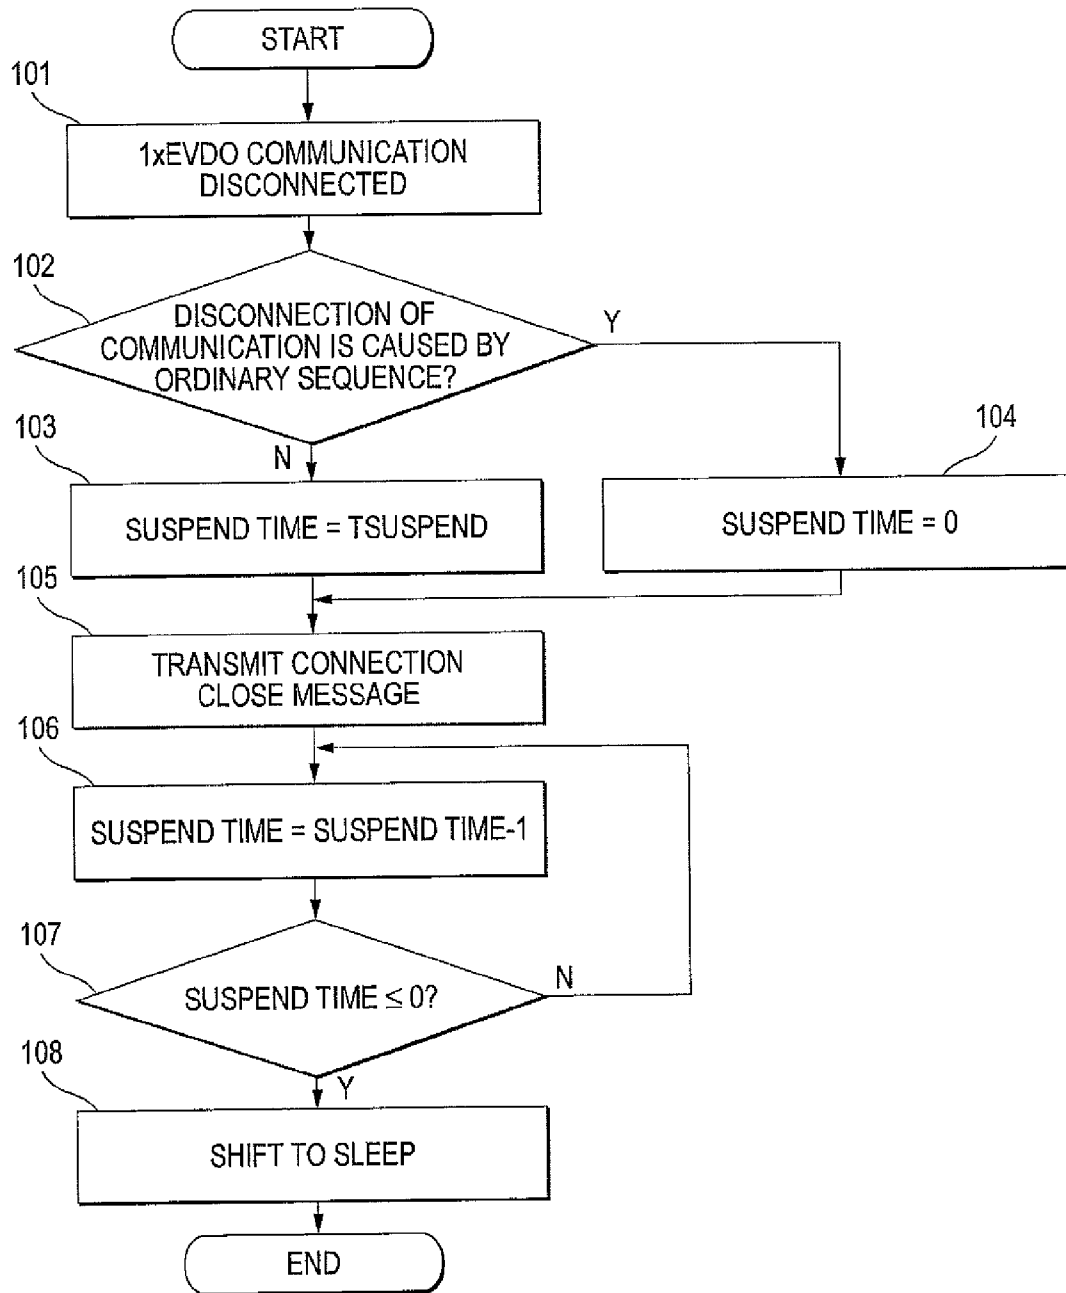 START
101
1xEVDO COMMUNICATION
DISCONNECTED
102
DISCONNECTION OF
COMMUNICATION IS CAUSED BY
ORDINARY SEQUENCE?
Y
N
103
SUSPEND TIME = TSUSPEND
104
SUSPEND TIME = 0
105
TRANSMIT CONNECTION
CLOSE MESSAGE
106
SUSPEND TIME = SUSPEND TIME-1
107
SUSPEND TIME ≤ 0?
N
Y
108
SHIFT TO SLEEP
END